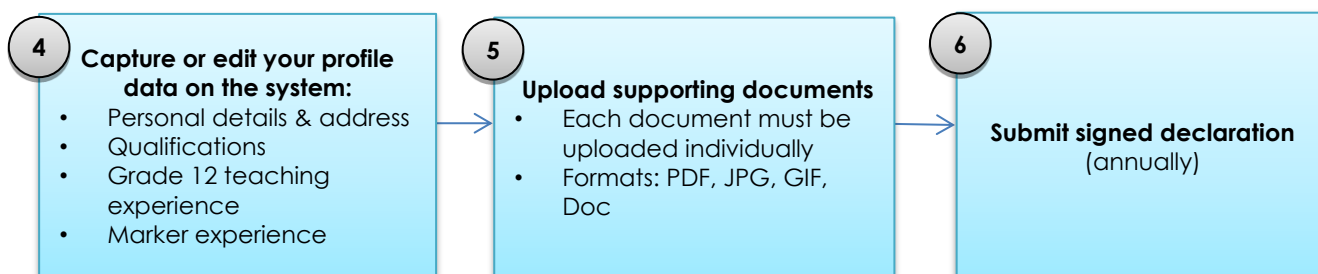 4
Capture or edit your profile
data on the system:
• Personal details & address
• Qualifications
• Grade 12 teaching
experience
• Marker experience
5
Upload supporting documents
• Each document must be
uploaded individually
• Formats: PDF, JPG, GIF,
Doc
6
Submit signed declaration
(annually)